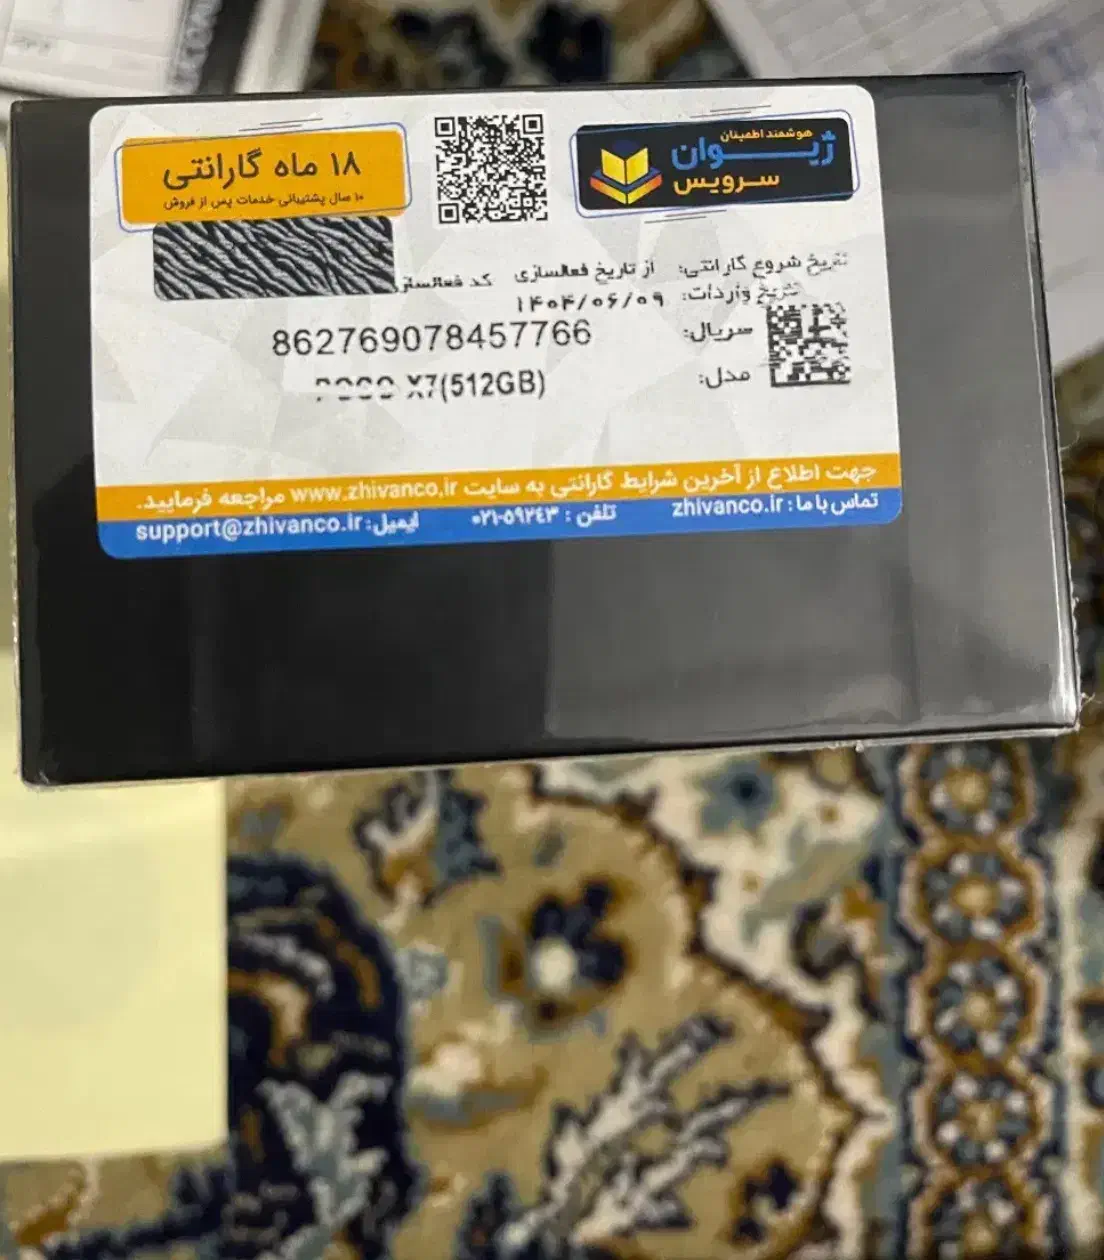 هوشمند اطمینان
ژیوان
سرویس
۱۸ ماه گارانتی
۱۰ سال پشتیبانی خدمات پس از فروش
تاریخ شروع گارانتی: از تاریخ فعالسازی
کد فعالسازی
تاریخ واردات: ۱۴۰۴/۰۶/۰۹
سریال: 862769078457766
مدل: POCO X7(512GB)
جهت اطلاع از آخرین شرایط گارانتی به سایت www.zhivanco.ir مراجعه فرمایید.
تماس با ما: zhivanco.ir تلفن: ۰۲۱-۵۹۲۴۳ ایمیل: support@zhivanco.ir